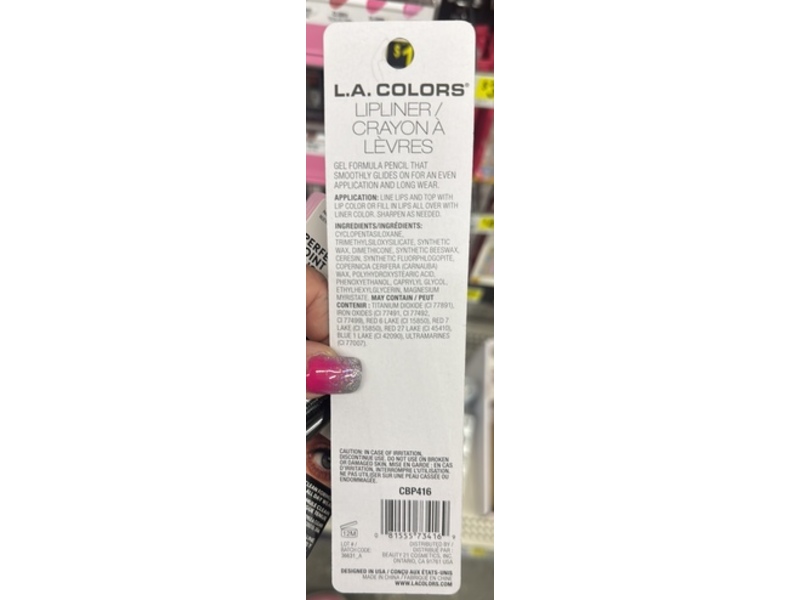 $1
L.A. COLORS®
LIPLINER /
CRAYON À
LÈVRES
GEL FORMULA PENCIL THAT
SMOOTHLY GLIDES ON FOR AN EVEN
APPLICATION AND LONG WEAR.
APPLICATION: LINE LIPS AND TOP WITH
LIP COLOR OR FILL IN LIPS ALL OVER WITH
LINER COLOR. SHARPEN AS NEEDED.
INGREDIENTS/INGRÉDIENTS:
CYCLOPENTASILOXANE,
TRIMETHYLSILOXYSILICATE, SYNTHETIC
WAX, DIMETHICONE, SYNTHETIC BEESWAX,
CERESIN, SYNTHETIC FLUORPHLOGOPITE,
COPERNICIA CERIFERA (CARNAUBA)
WAX, POLYHYDROXYSTEARIC ACID,
PHENOXYETHANOL, CAPRYLYL GLYCOL,
ETHYLHEXYLGLYCERIN, MAGNESIUM
MYRISTATE. MAY CONTAIN / PEUT
CONTENIR : TITANIUM DIOXIDE (CI 77891),
IRON OXIDES (CI 77491, CI 77492,
CI 77499), RED 6 LAKE (CI 15850), RED 7
LAKE (CI 15850), RED 27 LAKE (CI 45410),
BLUE 1 LAKE (CI 42090), ULTRAMARINES
(CI 77007).
CAUTION: IN CASE OF IRRITATION,
DISCONTINUE USE. DO NOT USE ON BROKEN
OR DAMAGED SKIN. MISE EN GARDE : EN CAS
D'IRRITATION, INTERROMPRE L'UTILISATION.
NE PAS UTILISER SUR UNE PEAU CASSÉE OU
ENDOMMAGÉE.
CBP416
0 81555 73416 9
12M
LOT # /
BATCH CODE:
DISTRIBUTED BY /
DISTRIBUÉ PAR :
BEAUTY 21 COSMETICS, INC.
ONTARIO, CA 91761 USA
DESIGNED IN USA / CONÇU AUX ÉTATS-UNIS
MADE IN CHINA / FABRIQUÉ EN CHINE
WWW.LACOLORS.COM